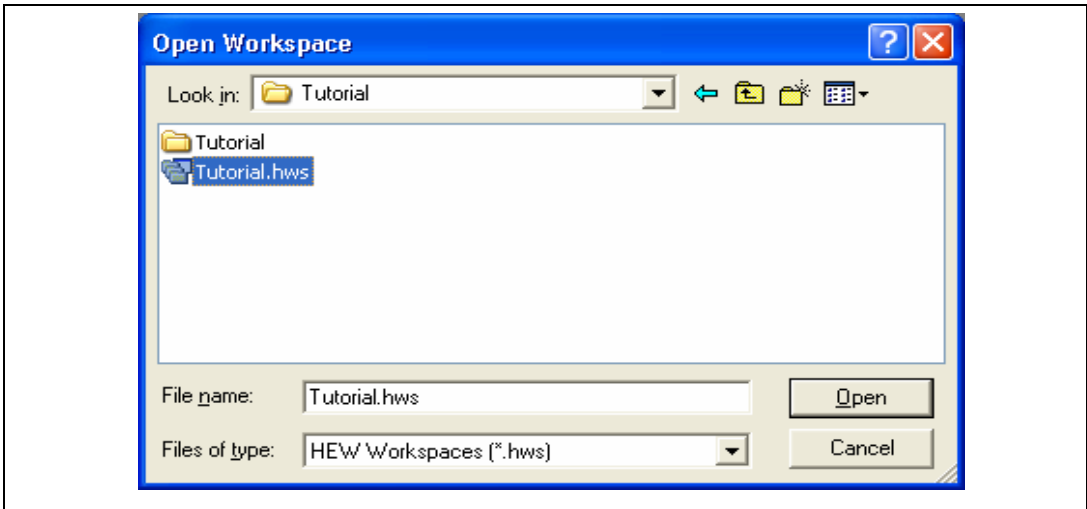 Open Workspace
Look in: Tutorial
Tutorial
Tutorial.hws
File name: Tutorial.hws Open
Files of type: HEW Workspaces (*.hws) Cancel